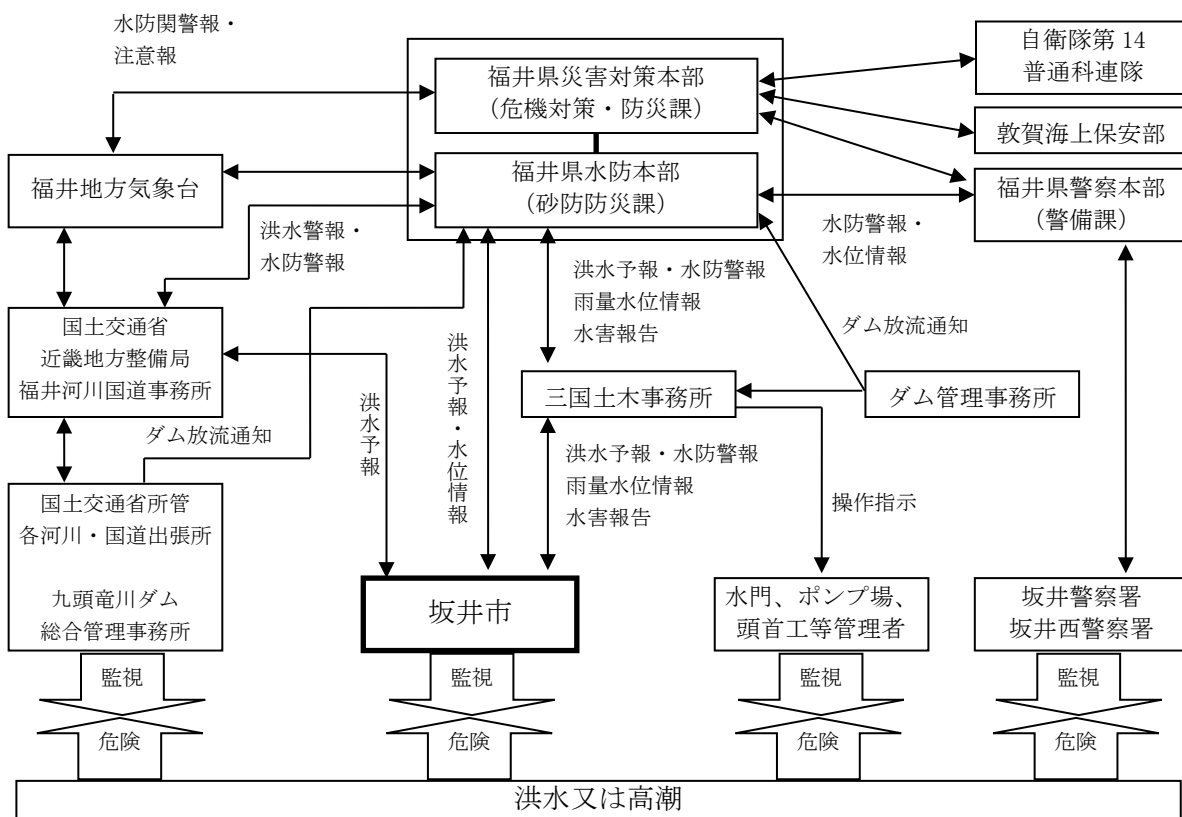 水防関警報・
注意報
福井県災害対策本部
（危機対策・防災課）
自衛隊第 14
普通科連隊
敦賀海上保安部
福井地方気象台
福井県水防本部
（砂防防災課）
福井県警察本部
（警備課）
洪水警報・
水防警報
水防警報・
水位情報
洪水予報・水防警報
雨量水位情報
水害報告
国土交通省
近畿地方整備局
福井河川国道事務所
ダム放流通知
洪水予報
洪水予報・水位情報
ダム放流通知
三国土木事務所
ダム管理事務所
洪水予報・水防警報
雨量水位情報
水害報告
操作指示
国土交通省所管
各河川・国道出張所
九頭竜川ダム
総合管理事務所
坂井市
水門、ポンプ場、
頭首工等管理者
坂井警察署
坂井西警察署
監視
監視
監視
監視
危険
危険
危険
危険
洪水又は高潮